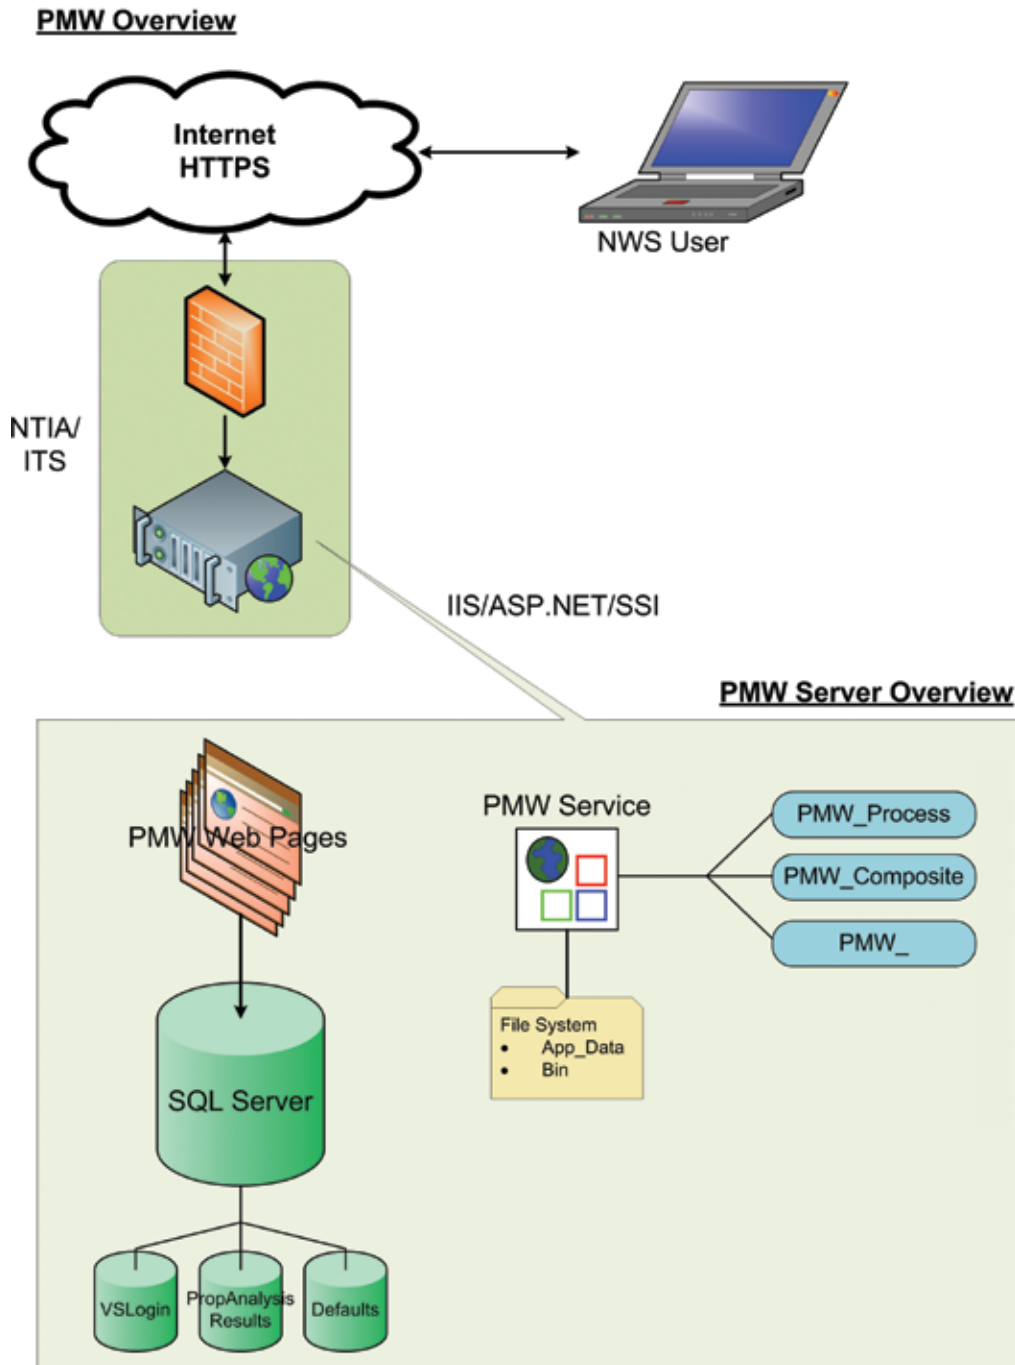 PMW Overview
Internet
HTTPS
NWS User
NTIA/
ITS
IIS/ASP.NET/SSI
PMW Server Overview
PMW Web Pages
PMW Service
PMW_Process
PMW_Composite
PMW_
File System
• App_Data
• Bin
SQL Server
VSLogin
PropAnalysis
Results
Defaults